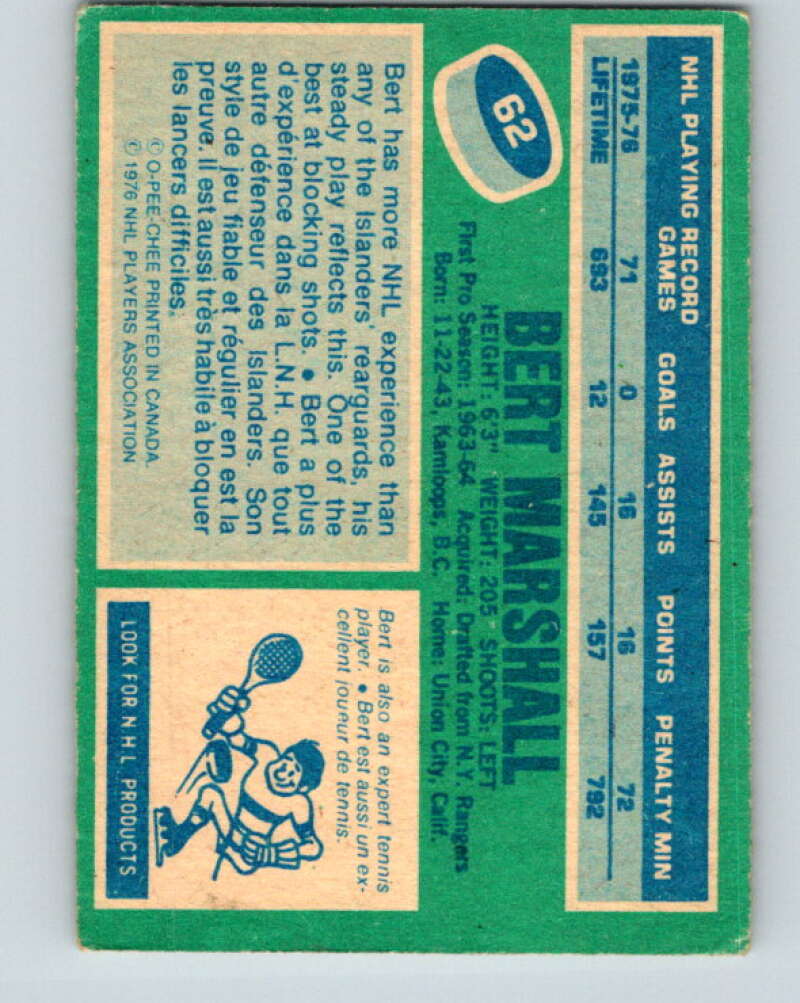 NHL PLAYING RECORD
GAMES GOALS ASSISTS POINTS PENALTY MIN
1975-76 71 0 16 16 72
LIFETIME 693 12 145 157 792
62
BERT MARSHALL
HEIGHT: 6'3" WEIGHT: 205 SHOOTS: LEFT
First Pro Season: 1963-64 Acquired: Drafted from N.Y. Rangers
Born: 11-22-43, Kamloops, B.C. Home: Union City, Calif.
Bert has more NHL experience than
any of the Islanders' rearguards, his
steady play reflects this. One of the
best at blocking shots. • Bert a plus
d'expérience dans la L.N.H. que tout
autre défenseur des Islanders. Son
style de jeu fiable et régulier en est la
preuve. Il est aussi très habile à bloquer
les lancers difficiles.
© O-PEE-CHEE PRINTED IN CANADA.
© 1976 NHL PLAYERS ASSOCIATION
Bert is also an expert tennis
player. • Bert est aussi un ex-
cellent joueur de tennis.
LOOK FOR N H L PRODUCTS